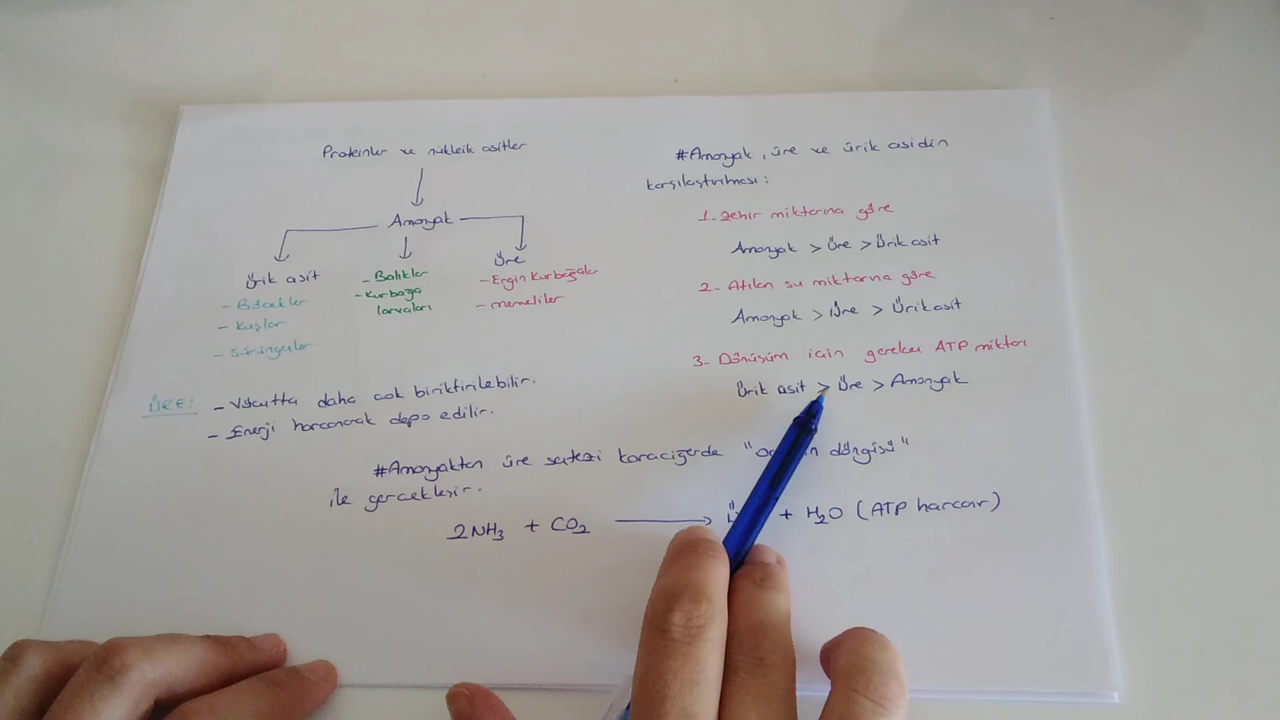 Proteinler ve nükleik asitler
Amonyak
Ürik asit
- Böcekler
- Kuşlar
- Sürüngenler
- Balıklar
- Kurbağa
larvaları
Üre
- Ergin Kurbağalar
- memeliler
ÜRE:
- Vücutta daha çok biriktirilebilir.
- Enerji harcanarak depo edilir.
#Amonyak, üre ve ürik asidin
karşılaştırılması:
1- Zehir miktarına göre
Amonyak > Üre > Ürik asit
2- Atılan su miktarına göre
Amonyak > Üre > Ürik asit
3- Dönüşüm için gereken ATP miktarı
Ürik asit > Üre > Amonyak
#Amonyaktan üre sentezi karaciğerde " döngüsü"
ile gerçekleşir.
2NH3 + CO2 → + H2O (ATP harcanır)